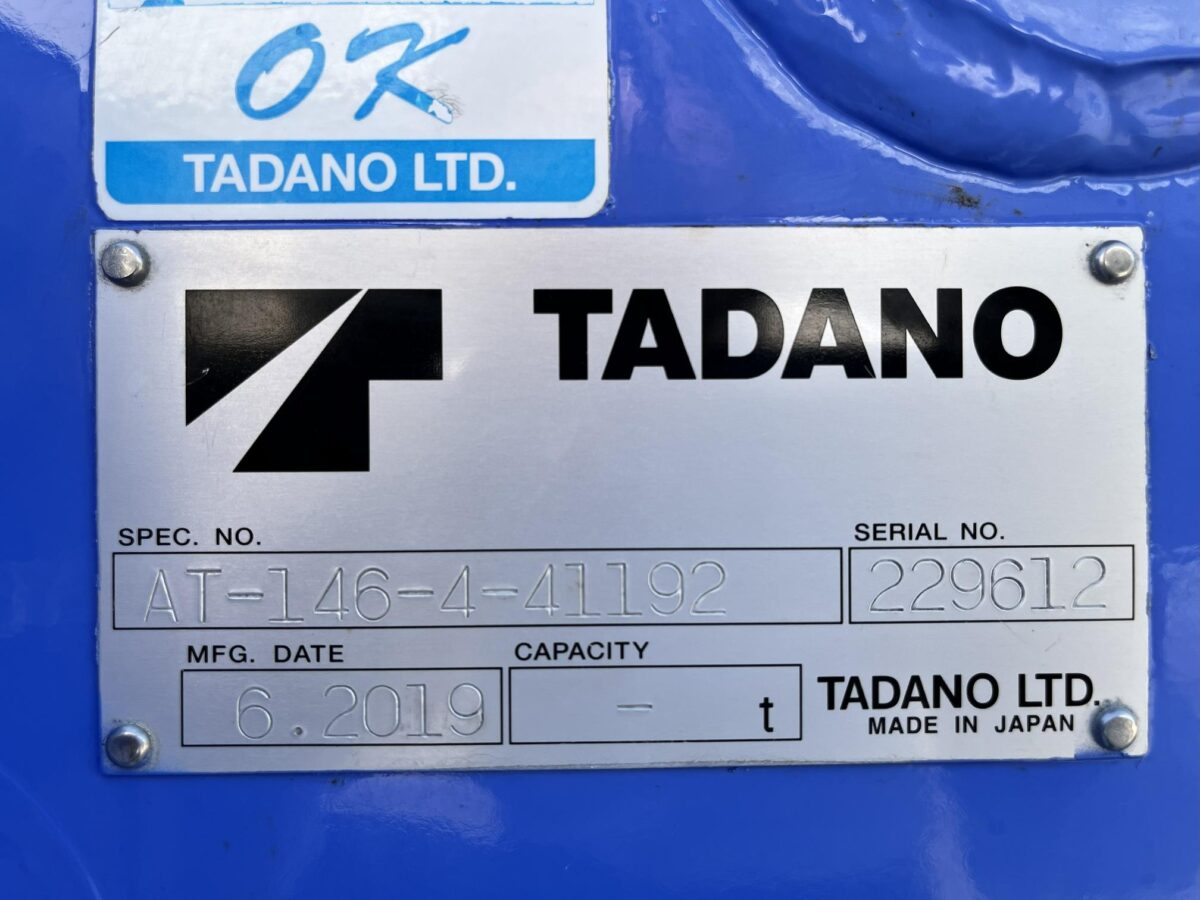 OK
TADANO LTD.
TADANO
SPEC. NO.
SERIAL NO.
AT-146-4-41192
229612
MFG. DATE
CAPACITY
6.2019
- t
TADANO LTD.
MADE IN JAPAN